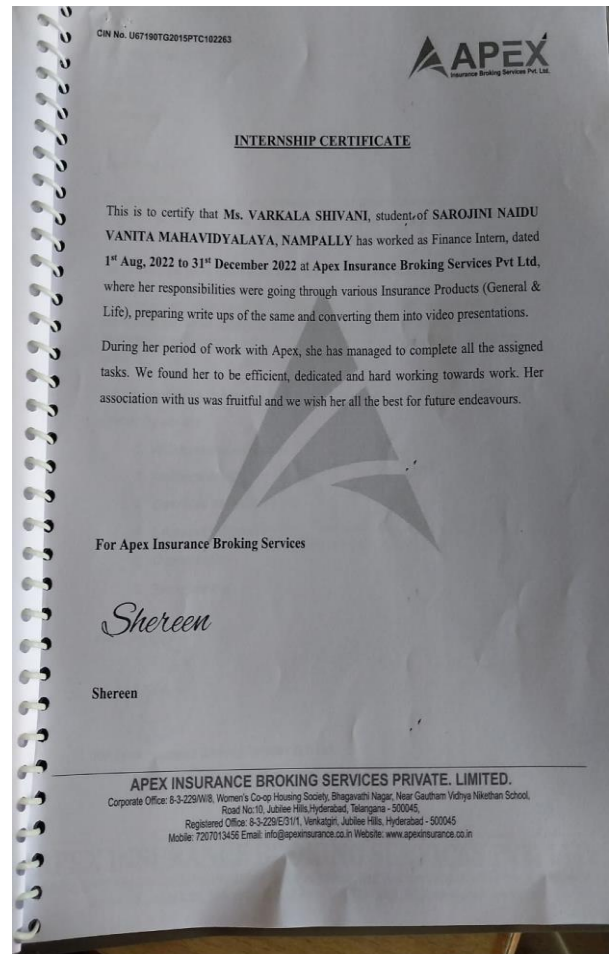 CIN No. U67190TG2015PTC102263
APEX
Insurance Broking Services Pvt. Ltd.
INTERNSHIP CERTIFICATE
This is to certify that Ms. VARKALA SHIVANI, student of SAROJINI NAIDU
VANITA MAHAVIDYALAYA, NAMPALLY has worked as Finance Intern, dated
1st Aug, 2022 to 31st December 2022 at Apex Insurance Broking Services Pvt Ltd,
where her responsibilities were going through various Insurance Products (General &
Life), preparing write ups of the same and converting them into video presentations.
During her period of work with Apex, she has managed to complete all the assigned
tasks. We found her to be efficient, dedicated and hard working towards work. Her
association with us was fruitful and we wish her all the best for future endeavours.
For Apex Insurance Broking Services
Shereen
Shereen
APEX INSURANCE BROKING SERVICES PRIVATE. LIMITED.
Corporate Office: 8-3-229/W/8, Women's Co-op Housing Society, Bhagavathi Nagar, Near Gautham Vidhya Nikethan School,
Road No:10, Jubilee Hills,Hyderabad, Telangana - 500045,
Registered Office: 8-3-229/E/31/1, Venkatgiri, Jubilee Hills, Hyderabad - 500045
Mobile: 7207013456 Email: info@apexinsurance.co.in Website: www.apexinsurance.co.in